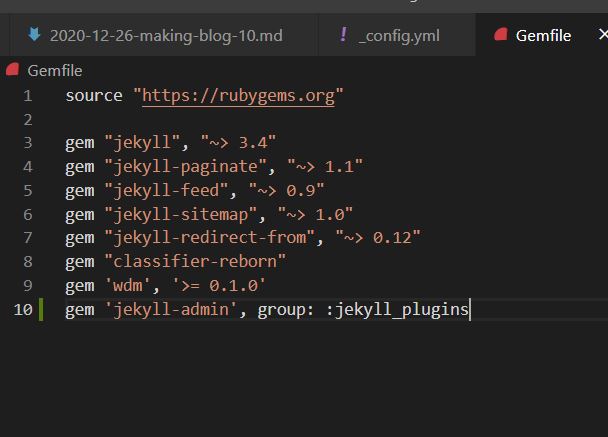 2020-12-26-making-blog-10.md
_config.yml
Gemfile
Gemfile
1 source "https://rubygems.org"
2
3 gem "jekyll", "~> 3.4"
4 gem "jekyll-paginate", "~> 1.1"
5 gem "jekyll-feed", "~> 0.9"
6 gem "jekyll-sitemap", "~> 1.0"
7 gem "jekyll-redirect-from", "~> 0.12"
8 gem "classifier-reborn"
9 gem 'wdm', '>= 0.1.0'
10 gem 'jekyll-admin', group: :jekyll_plugins